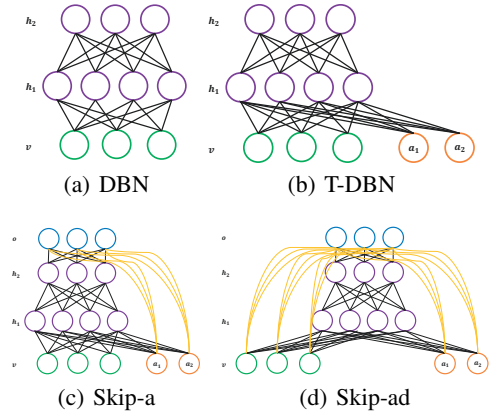 h₂ h₂
h₁ h₁
v v a₁ a₂
(a) DBN (b) T-DBN
o o
h₂ h₂
h₁ h₁
v a₁ a₂ v a₁ a₂
(c) Skip-a (d) Skip-ad